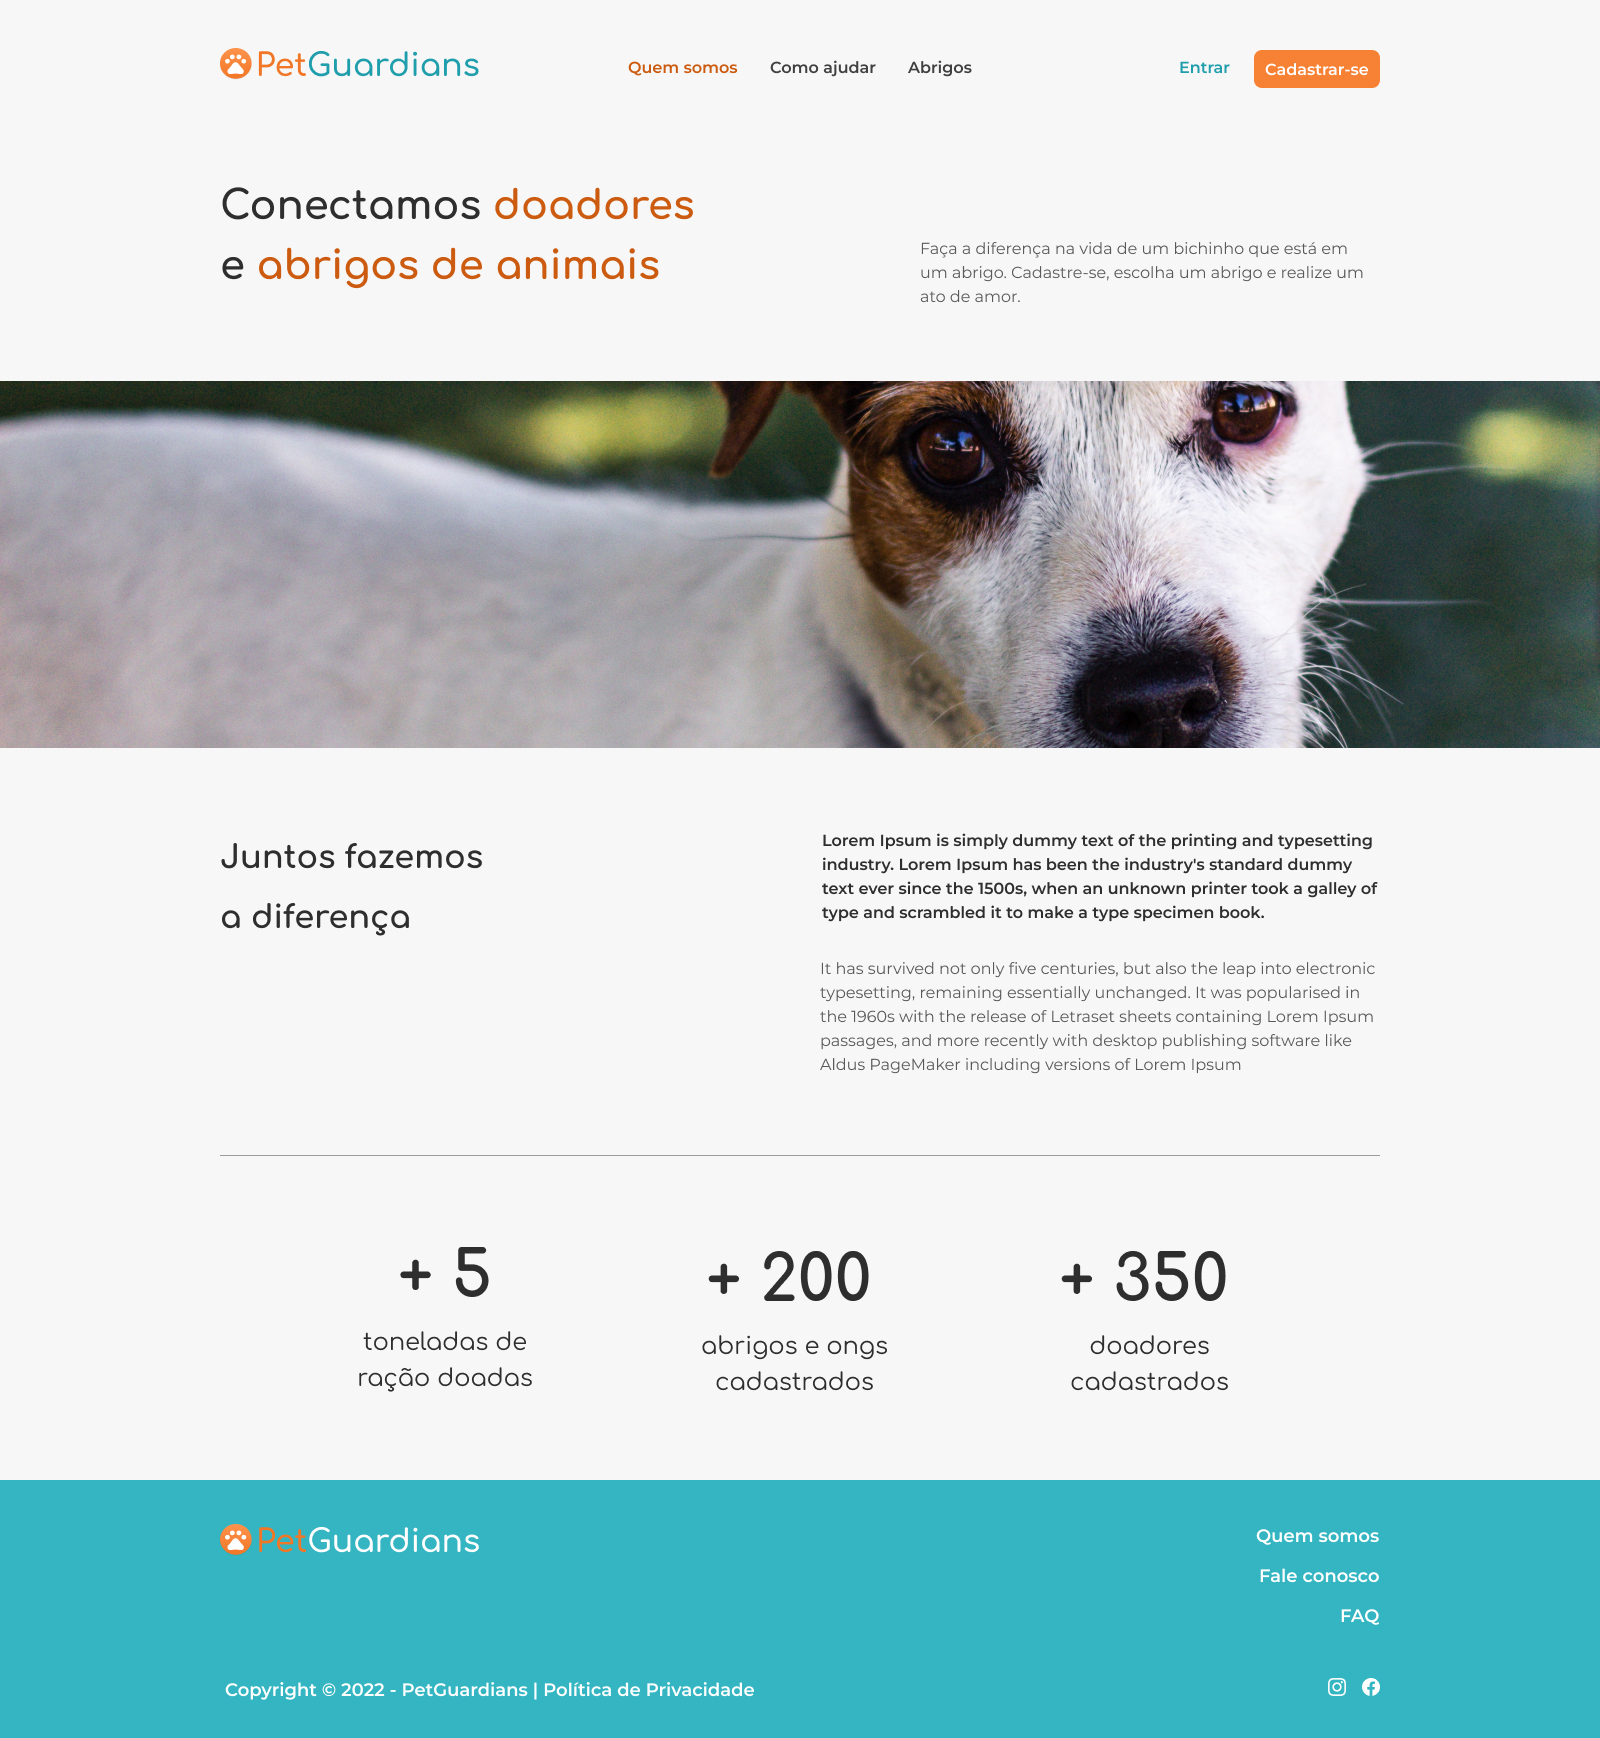 PetGuardians
Quem somos
Como ajudar
Abrigos
Entrar
Cadastrar-se
Conectamos doadores
e abrigos de animais
Faça a diferença na vida de um bichinho que está em
um abrigo. Cadastre-se, escolha um abrigo e realize um
ato de amor.
Juntos fazemos
a diferença
Lorem Ipsum is simply dummy text of the printing and typesetting
industry. Lorem Ipsum has been the industry's standard dummy
text ever since the 1500s, when an unknown printer took a galley of
type and scrambled it to make a type specimen book.
It has survived not only five centuries, but also the leap into electronic
typesetting, remaining essentially unchanged. It was popularised in
the 1960s with the release of Letraset sheets containing Lorem Ipsum
passages, and more recently with desktop publishing software like
Aldus PageMaker including versions of Lorem Ipsum
+ 5
toneladas de
ração doadas
+ 200
abrigos e ongs
cadastrados
+ 350
doadores
cadastrados
PetGuardians
Quem somos
Fale conosco
FAQ
Copyright © 2022 - PetGuardians | Política de Privacidade